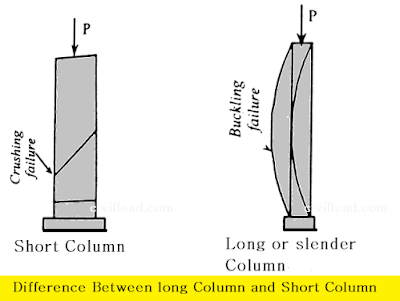 P
P
Crushing
failure
Buckling
failure
Short Column
Long or slender
Column
Difference Between long Column and Short Column